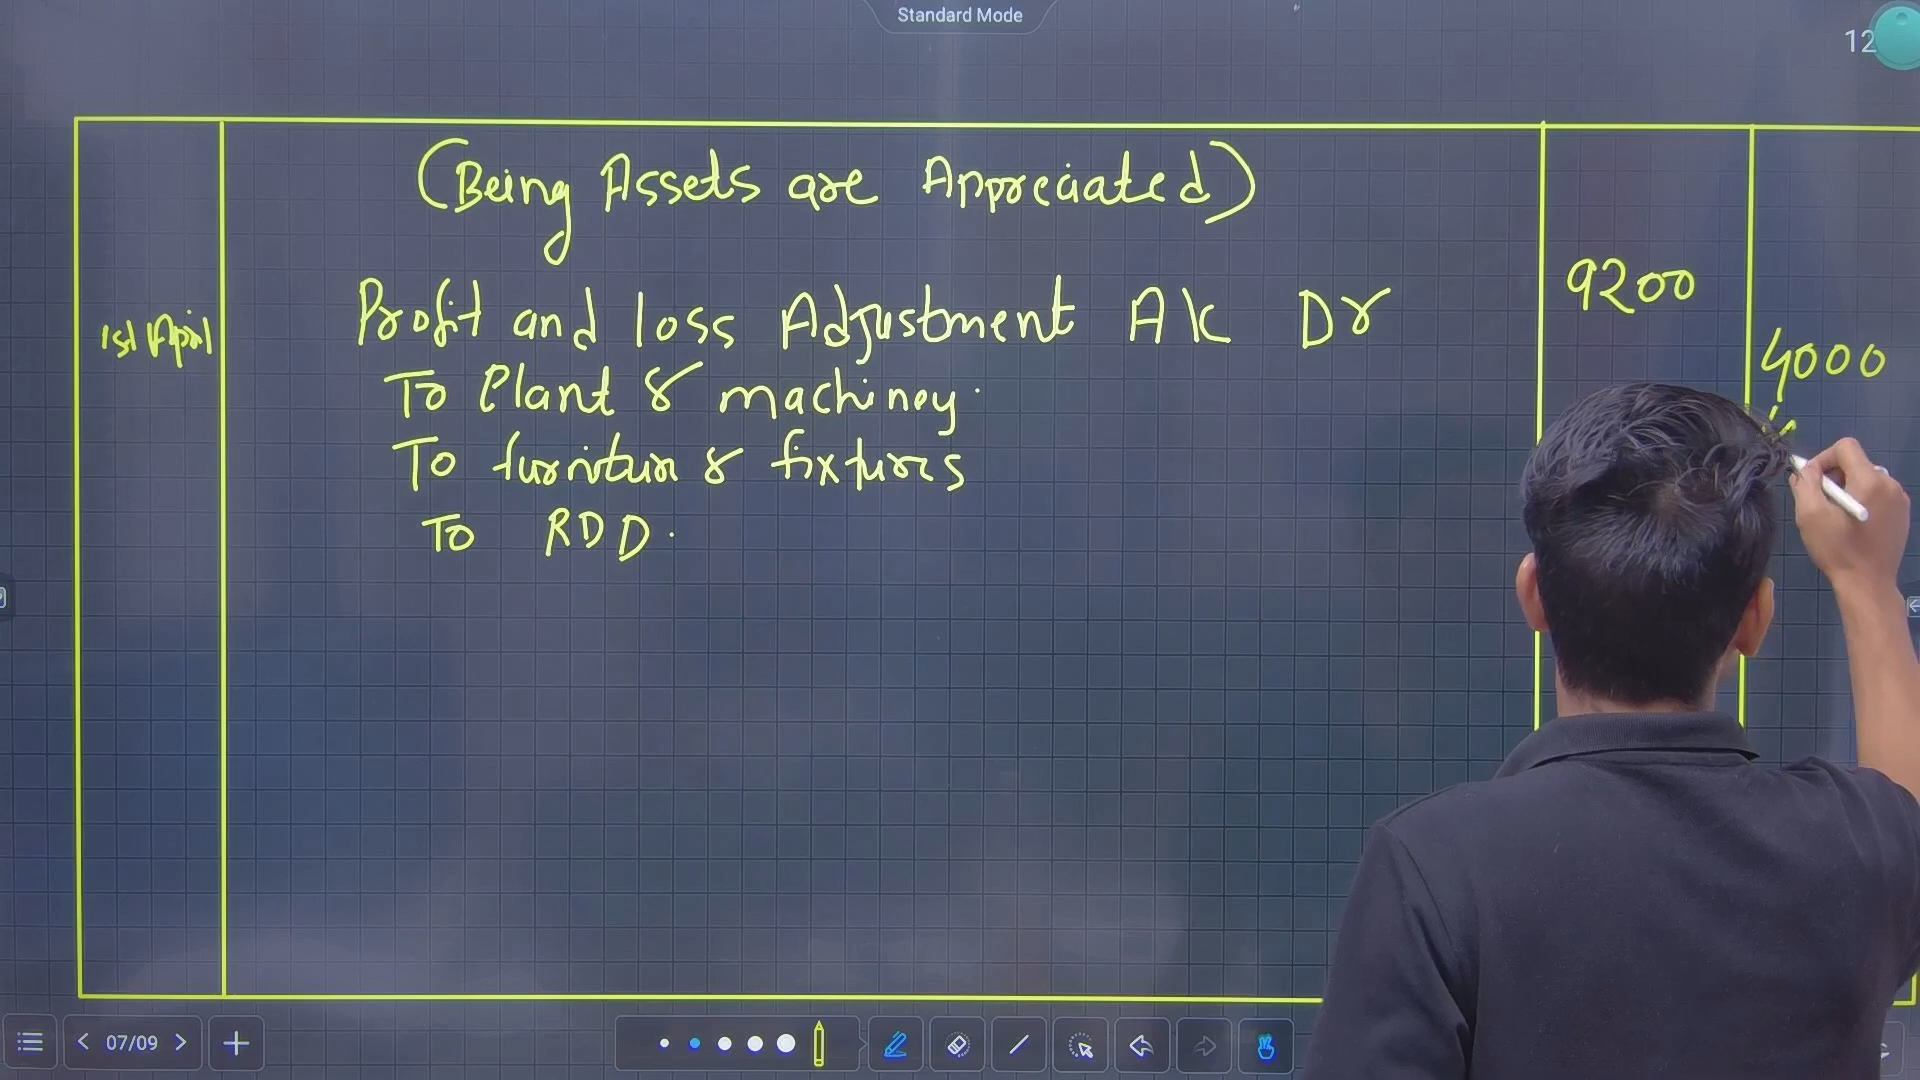 Standard Mode
12
(Being Assets are Appreciated)
9200
1st April Profit and loss Adjustment A/c Dr
4000
To Plant & machiney.
To furniture & fixtures
To RDD.
07/09